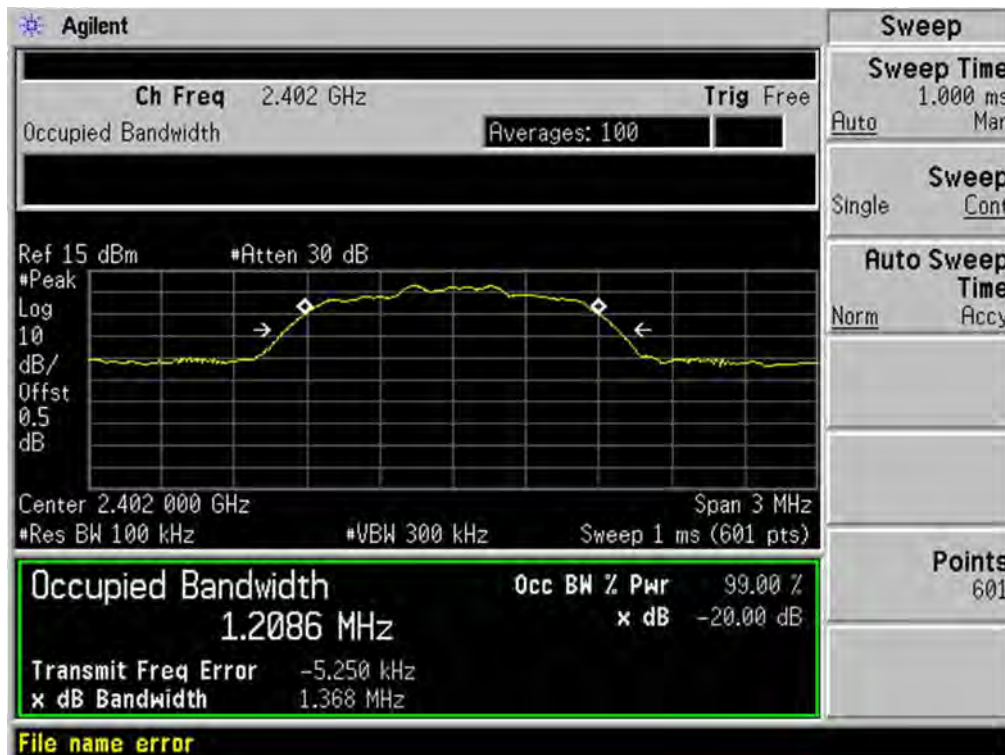 Agilent
Ch Freq 2.402 GHz Trig Free
Occupied Bandwidth Averages: 100
Ref 15 dBm #Atten 30 dB
#Peak
Log
10
dB/
Offst
0.5
dB
Center 2.402 000 GHz Span 3 MHz
#Res BW 100 kHz #VBW 300 kHz Sweep 1 ms (601 pts)
Occupied Bandwidth Occ BW % Pwr 99.00 %
1.2086 MHz x dB -20.00 dB
Transmit Freq Error -5.250 kHz
x dB Bandwidth 1.368 MHz
File name error
Sweep
Sweep Time
1.000 ms
Auto Man
Sweep
Single Cont
Auto Sweep
Time
Norm Accy
Points
601